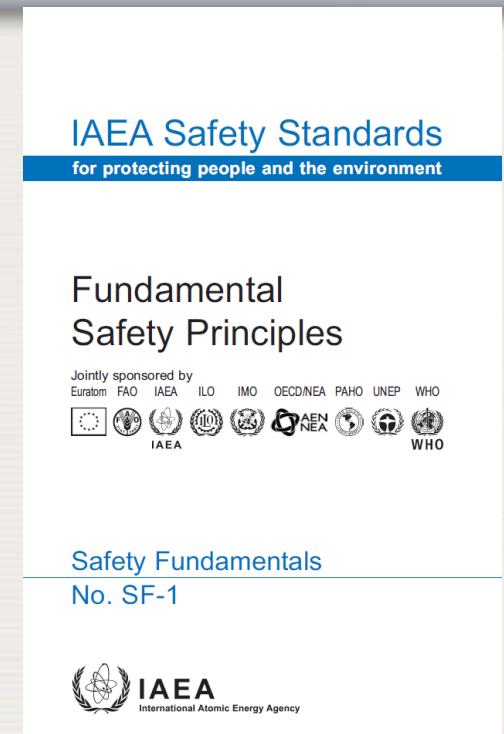 IAEA Safety Standards
for protecting people and the environment
Fundamental
Safety Principles
Jointly sponsored by
Euratom FAO IAEA ILO IMO OECD/NEA PAHO UNEP WHO
FAO ILO AEN
NEA
IAEA WHO
Safety Fundamentals
No. SF-1
IAEA
International Atomic Energy Agency